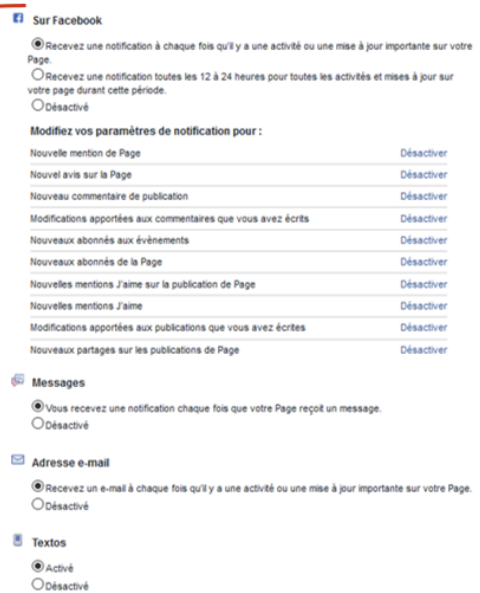 Sur Facebook
Recevez une notification à chaque fois qu'il y a une activité ou une mise à jour importante sur votre
Page.
Recevez une notification toutes les 12 à 24 heures pour toutes les activités et mises à jour sur
votre page durant cette période.
Désactivé
Modifiez vos paramètres de notification pour :
Nouvelle mention de Page Désactiver
Nouvel avis sur la Page Désactiver
Nouveau commentaire de publication Désactiver
Modifications apportées aux commentaires que vous avez écrits Désactiver
Nouveaux abonnés aux évènements Désactiver
Nouveaux abonnés de la Page Désactiver
Nouvelles mentions J'aime sur la publication de Page Désactiver
Nouvelles mentions J'aime Désactiver
Modifications apportées aux publications que vous avez écrites Désactiver
Nouveaux partages sur les publications de Page Désactiver
Messages
Vous recevez une notification chaque fois que votre Page reçoit un message.
Désactivé
Adresse e-mail
Recevez un e-mail à chaque fois qu'il y a une activité ou une mise à jour importante sur votre Page.
Désactivé
Textos
Activé
Désactivé